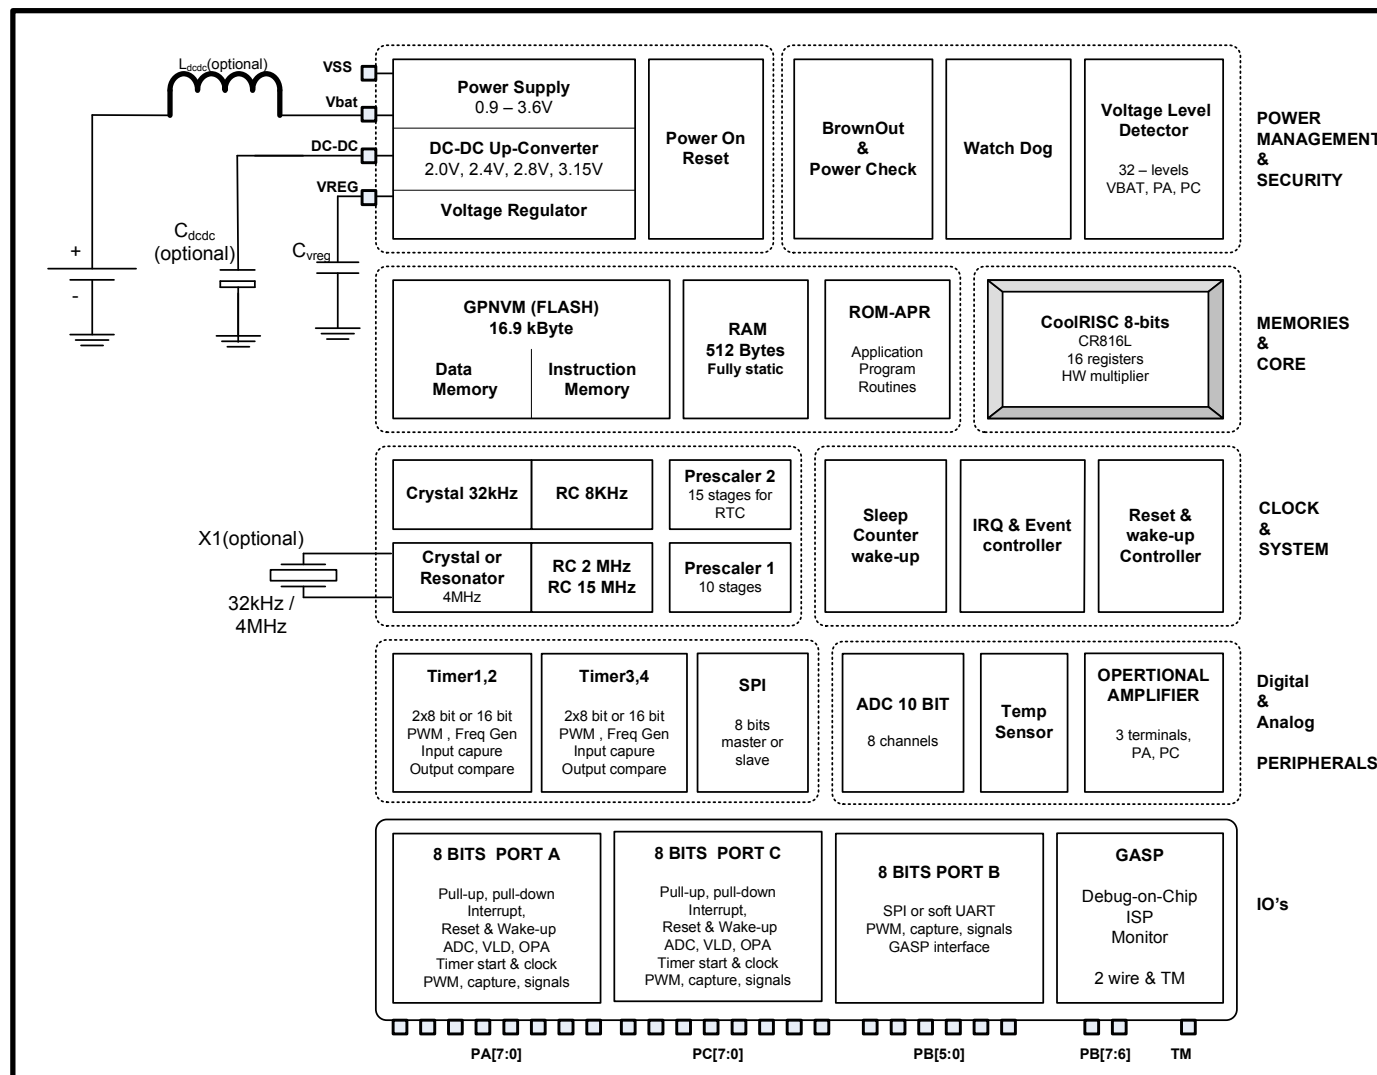 L dcdc(optional)
VSS
Vbat
DC-DC
VREG
Power Supply
0.9 – 3.6V
DC-DC Up-Converter
2.0V, 2.4V, 2.8V, 3.15V
Voltage Regulator
Power On
Reset
BrownOut
&
Power Check
Watch Dog
Voltage Level
Detector
32 – levels
VBAT, PA, PC
POWER
MANAGEMENT
&
SECURITY
+
-
Cdcdc
(optional)
Cvreg
GPNVM (FLASH)
16.9 kByte
Data
Memory
Instruction
Memory
RAM
512 Bytes
Fully static
ROM-APR
Application
Program
Routines
CoolRISC 8-bits
CR816L
16 registers
HW multiplier
MEMORIES
&
CORE
X1(optional)
32kHz /
4MHz
Crystal 32kHz
RC 8KHz
Prescaler 2
15 stages for
RTC
Crystal or
Resonator
4MHz
RC 2 MHz
RC 15 MHz
Prescaler 1
10 stages
Sleep
Counter
wake-up
IRQ & Event
controller
Reset &
wake-up
Controller
CLOCK
&
SYSTEM
Timer1,2
2x8 bit or 16 bit
PWM , Freq Gen
Input capure
Output compare
Timer3,4
2x8 bit or 16 bit
PWM , Freq Gen
Input capure
Output compare
SPI
8 bits
master or
slave
ADC 10 BIT
8 channels
Temp
Sensor
OPERTIONAL
AMPLIFIER
3 terminals,
PA, PC
Digital
&
Analog
PERIPHERALS
8 BITS PORT A
Pull-up, pull-down
Interrupt,
Reset & Wake-up
ADC, VLD, OPA
Timer start & clock
PWM, capture, signals
8 BITS PORT C
Pull-up, pull-down
Interrupt,
Reset & Wake-up
ADC, VLD, OPA
Timer start & clock
PWM, capture, signals
8 BITS PORT B
SPI or soft UART
PWM, capture, signals
GASP interface
GASP
Debug-on-Chip
ISP
Monitor
2 wire & TM
IO's
PA[7:0]
PC[7:0]
PB[5:0]
PB[7:6]
TM